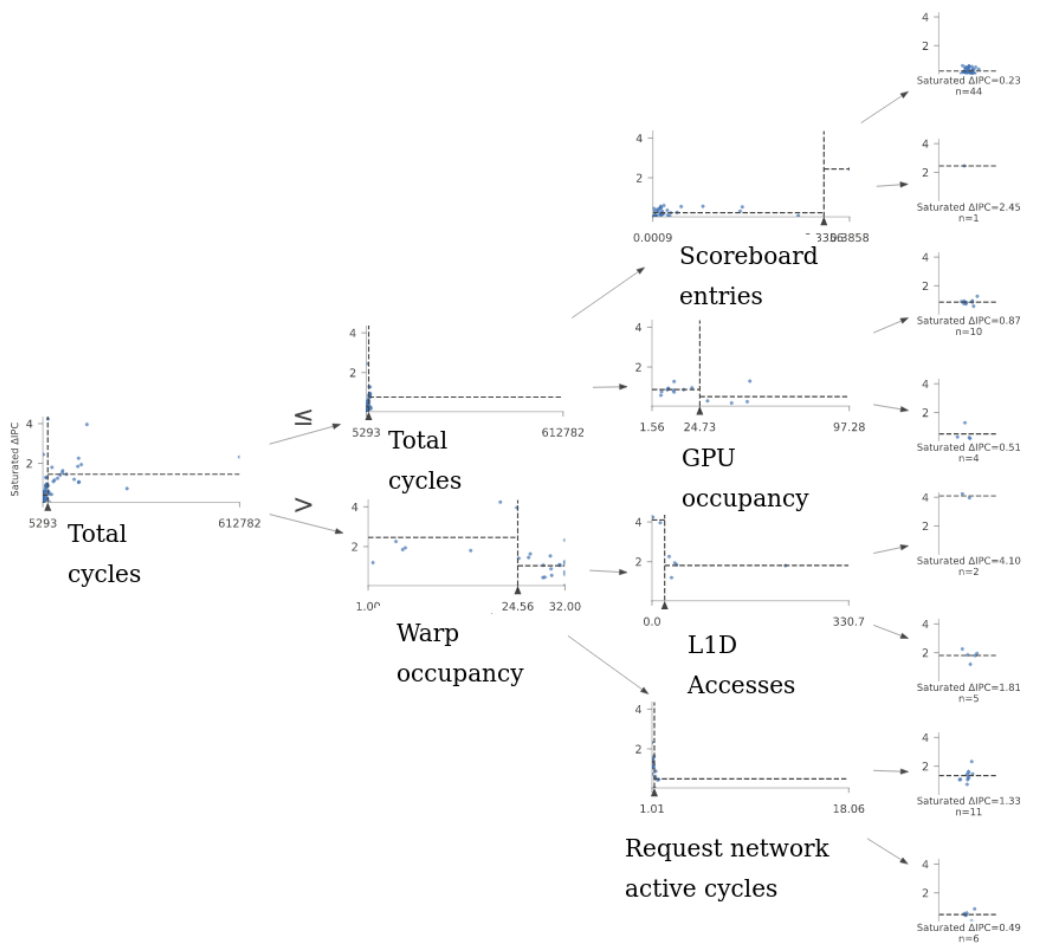 4
2
Saturated ΔIPC=0.23
n=44
4
2
0.0009
Scoreboard
entries
4
2
Saturated ΔIPC=2.45
n=1
4
2
Saturated ΔIPC=0.87
n=10
≤
4
2
5293
612782
Total
cycles
4
2
1.56
24.73
97.28
GPU
occupancy
4
2
Saturated ΔIPC=0.51
n=4
Saturated ΔIPC
4
2
5293
612782
Total
cycles
>
4
2
24.56
32.00
Warp
occupancy
4
2
0.0
330.7
L1D
Accesses
4
2
Saturated ΔIPC=4.10
n=2
4
2
Saturated ΔIPC=1.81
n=5
4
2
1.01
18.06
Request network
active cycles
4
2
Saturated ΔIPC=1.33
n=11
4
2
Saturated ΔIPC=0.49
n=6